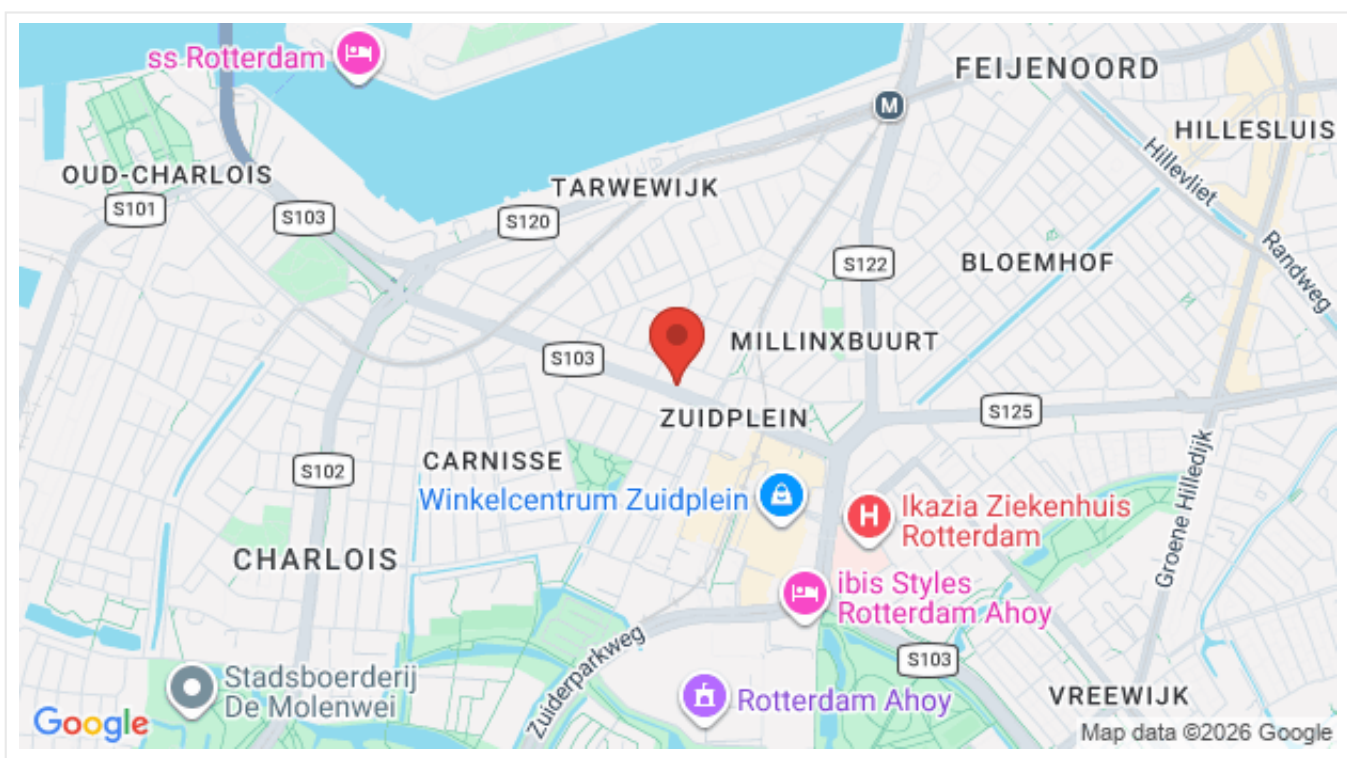 ss Rotterdam
FEIJENOORD
M
HILLESLUIS
Hillevliet
OUD-CHARLOIS
TARWEWIJK
S101
S103
S120
Randweg
S122
BLOEMHOF
MILLINXBUURT
S103
ZUIDPLEIN
S125
CARNISSE
S102
Winkelcentrum Zuidplein
H
Ikazia Ziekenhuis
Rotterdam
Groene Hilledijk
CHARLOIS
ibis Styles
Rotterdam Ahoy
Zuiderparkweg
S103
Stadsboerderij
De Molenwei
Rotterdam Ahoy
VREEWIJK
Google
Map data ©2026 Google